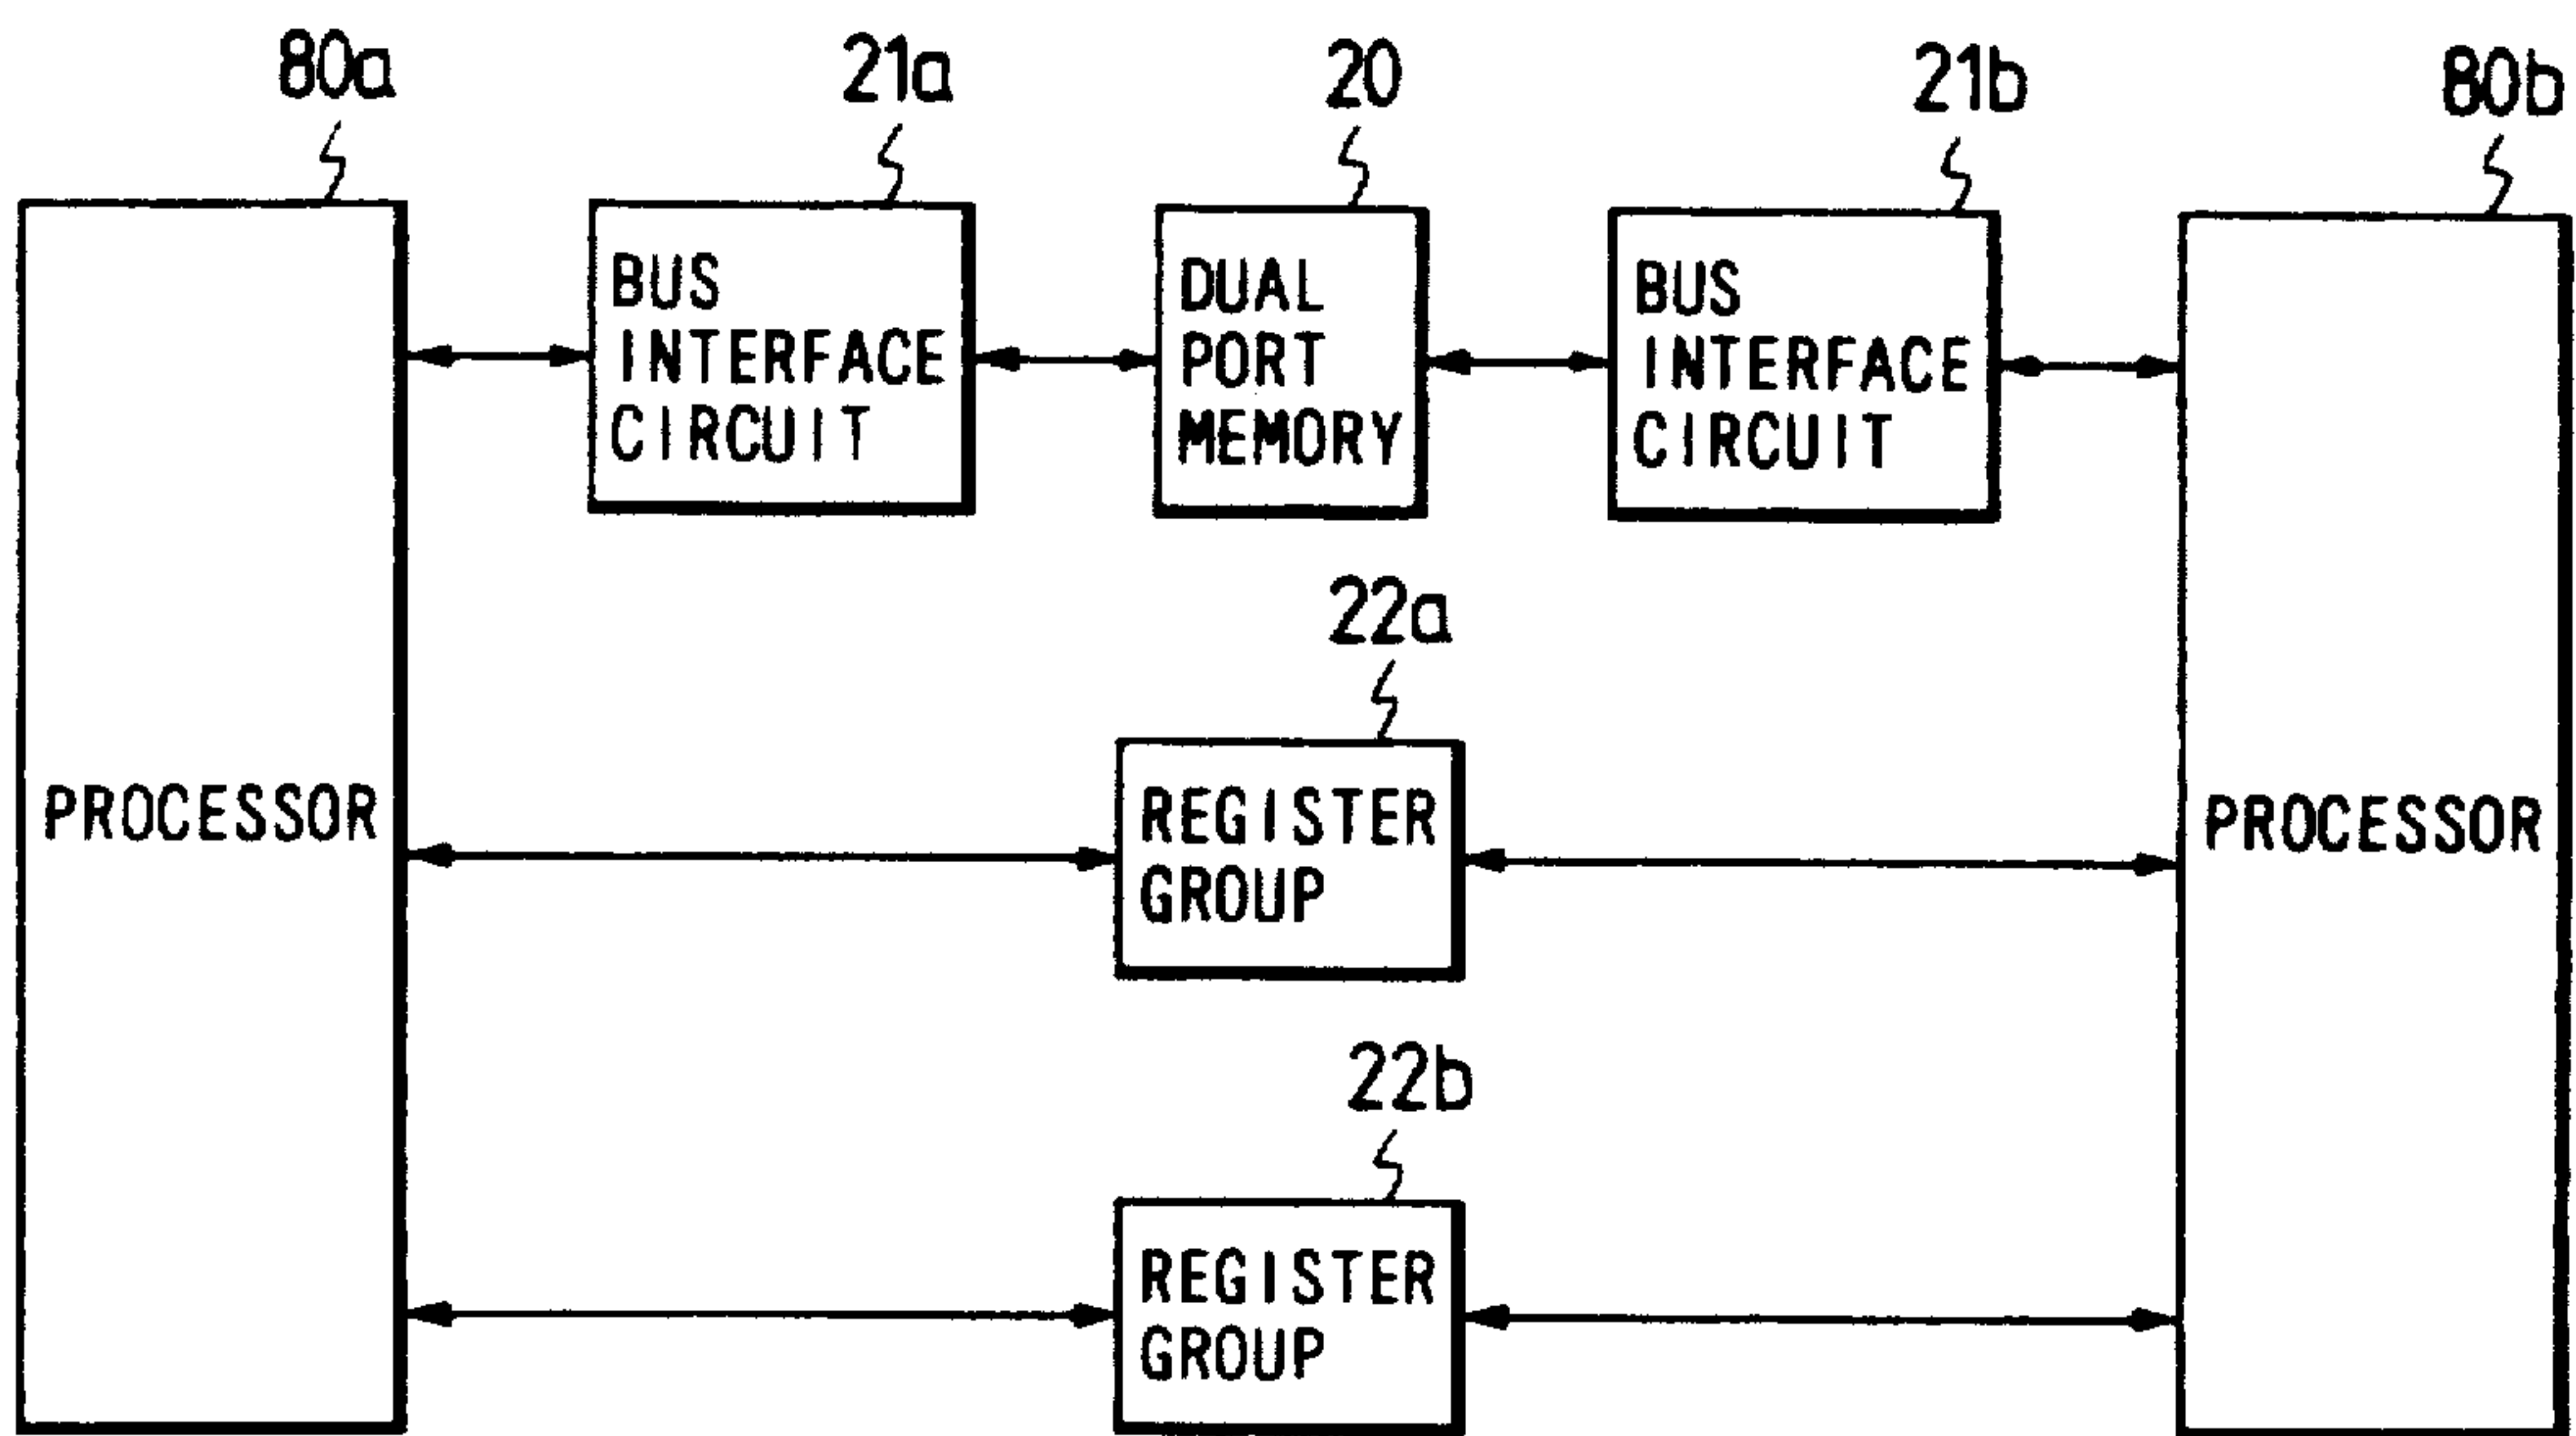 80a
21a
20
21b
80b
BUS
INTERFACE
CIRCUIT
DUAL
PORT
MEMORY
BUS
INTERFACE
CIRCUIT
22a
PROCESSOR
REGISTER
GROUP
PROCESSOR
22b
REGISTER
GROUP